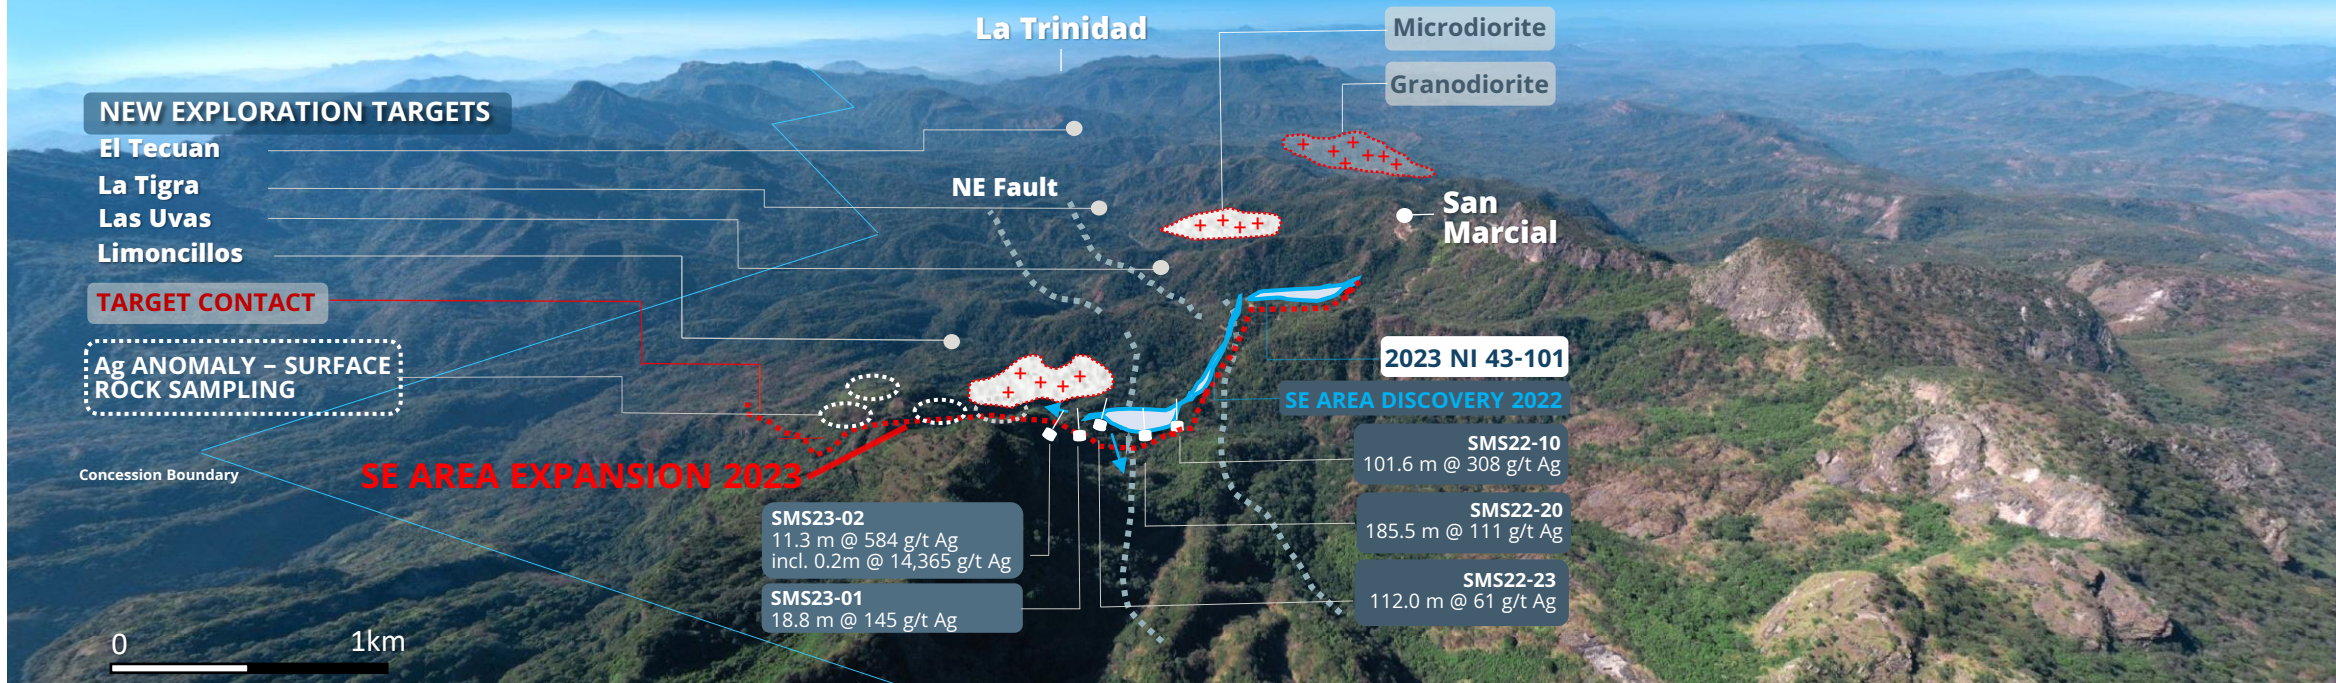 La Trinidad
Microdiorite
Granodiorite
NEW EXPLORATION TARGETS
El Tecuan
La Tigra
Las Uvas
Limoncillos
NE Fault
San
Marcial
TARGET CONTACT
Ag ANOMALY – SURFACE
ROCK SAMPLING
2023 NI 43-101
SE AREA DISCOVERY 2022
SMS22-10
101.6 m @ 308 g/t Ag
Concession Boundary
SE AREA EXPANSION 2023
SMS22-20
185.5 m @ 111 g/t Ag
SMS23-02
11.3 m @ 584 g/t Ag
incl. 0.2m @ 14,365 g/t Ag
SMS22-23
112.0 m @ 61 g/t Ag
SMS23-01
18.8 m @ 145 g/t Ag
0
1km